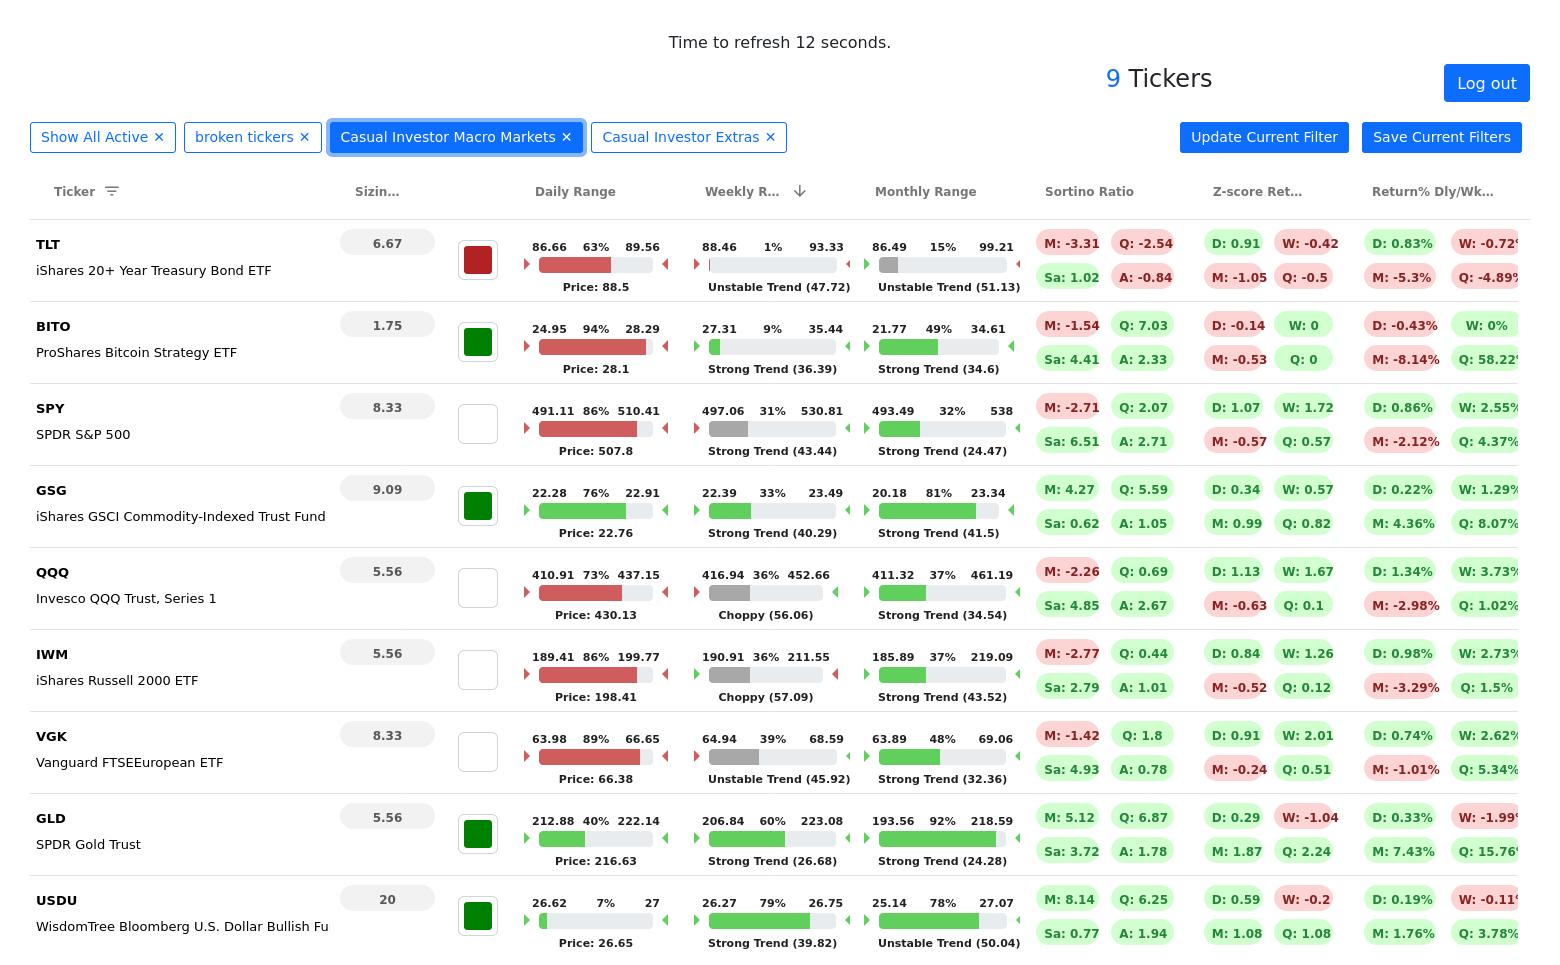 Time to refresh 12 seconds.
9 Tickers
Log out
Show All Active ✕ broken tickers ✕ Casual Investor Macro Markets ✕ Casual Investor Extras ✕ Update Current Filter Save Current Filters
Ticker Sizin... Daily Range Weekly R... Monthly Range Sortino Ratio Z-score Ret... Return% Dly/Wk...
TLT 6.67 86.66 63% 89.56 88.46 1% 93.33 86.49 15% 99.21 M: -3.31 Q: -2.54 D: 0.91 W: -0.42 D: 0.83% W: -0.72%
iShares 20+ Year Treasury Bond ETF Sa: 1.02 A: -0.84 M: -1.05 Q: -0.5 M: -5.3% Q: -4.89%
Price: 88.5 Unstable Trend (47.72) Unstable Trend (51.13)
BITO 1.75 24.95 94% 28.29 27.31 9% 35.44 21.77 49% 34.61 M: -1.54 Q: 7.03 D: -0.14 W: 0 D: -0.43% W: 0%
ProShares Bitcoin Strategy ETF Sa: 4.41 A: 2.33 M: -0.53 Q: 0 M: -8.14% Q: 58.22%
Price: 28.1 Strong Trend (36.39) Strong Trend (34.6)
SPY 8.33 491.11 86% 510.41 497.06 31% 530.81 493.49 32% 538 M: -2.71 Q: 2.07 D: 1.07 W: 1.72 D: 0.86% W: 2.55%
SPDR S&P 500 Sa: 6.51 A: 2.71 M: -0.57 Q: 0.57 M: -2.12% Q: 4.37%
Price: 507.8 Strong Trend (43.44) Strong Trend (24.47)
GSG 9.09 22.28 76% 22.91 22.39 33% 23.49 20.18 81% 23.34 M: 4.27 Q: 5.59 D: 0.34 W: 0.57 D: 0.22% W: 1.29%
iShares GSCI Commodity-Indexed Trust Fund Sa: 0.62 A: 1.05 M: 0.99 Q: 0.82 M: 4.36% Q: 8.07%
Price: 22.76 Strong Trend (40.29) Strong Trend (41.5)
QQQ 5.56 410.91 73% 437.15 416.94 36% 452.66 411.32 37% 461.19 M: -2.26 Q: 0.69 D: 1.13 W: 1.67 D: 1.34% W: 3.73%
Invesco QQQ Trust, Series 1 Sa: 4.85 A: 2.67 M: -0.63 Q: 0.1 M: -2.98% Q: 1.02%
Price: 430.13 Choppy (56.06) Strong Trend (34.54)
IWM 5.56 189.41 86% 199.77 190.91 36% 211.55 185.89 37% 219.09 M: -2.77 Q: 0.44 D: 0.84 W: 1.26 D: 0.98% W: 2.73%
iShares Russell 2000 ETF Sa: 2.79 A: 1.01 M: -0.52 Q: 0.12 M: -3.29% Q: 1.5%
Price: 198.41 Choppy (57.09) Strong Trend (43.52)
VGK 8.33 63.98 89% 66.65 64.94 39% 68.59 63.89 48% 69.06 M: -1.42 Q: 1.8 D: 0.91 W: 2.01 D: 0.74% W: 2.62%
Vanguard FTSEEuropean ETF Sa: 4.93 A: 0.78 M: -0.24 Q: 0.51 M: -1.01% Q: 5.34%
Price: 66.38 Unstable Trend (45.92) Strong Trend (32.36)
GLD 5.56 212.88 40% 222.14 206.84 60% 223.08 193.56 92% 218.59 M: 5.12 Q: 6.87 D: 0.29 W: -1.04 D: 0.33% W: -1.99%
SPDR Gold Trust Sa: 3.72 A: 1.78 M: 1.87 Q: 2.24 M: 7.43% Q: 15.76%
Price: 216.63 Strong Trend (26.68) Strong Trend (24.28)
USDU 20 26.62 7% 27 26.27 79% 26.75 25.14 78% 27.07 M: 8.14 Q: 6.25 D: 0.59 W: -0.2 D: 0.19% W: -0.11%
WisdomTree Bloomberg U.S. Dollar Bullish Fu Sa: 0.77 A: 1.94 M: 1.08 Q: 1.08 M: 1.76% Q: 3.78%
Price: 26.65 Strong Trend (39.82) Unstable Trend (50.04)